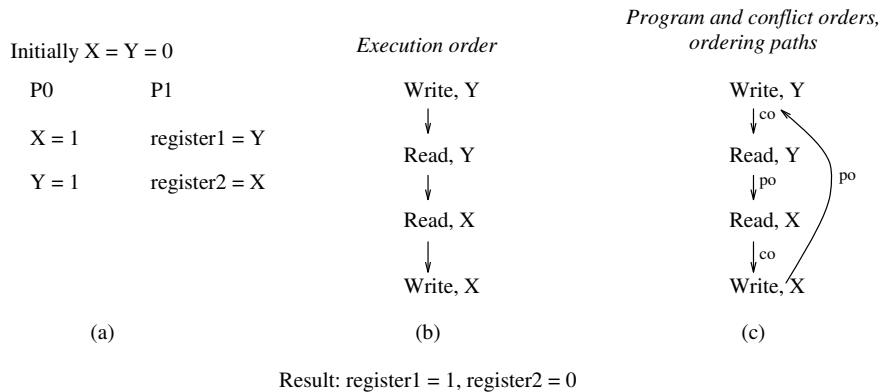 Initially X = Y = 0
P0 P1
X = 1 register1 = Y
Y = 1 register2 = X
(a)
Execution order
Write, Y
Read, Y
Read, X
Write, X
(b)
Program and conflict orders,
ordering paths
Write, Y
co
Read, Y
po
po
Read, X
co
Write, X
(c)
Result: register1 = 1, register2 = 0